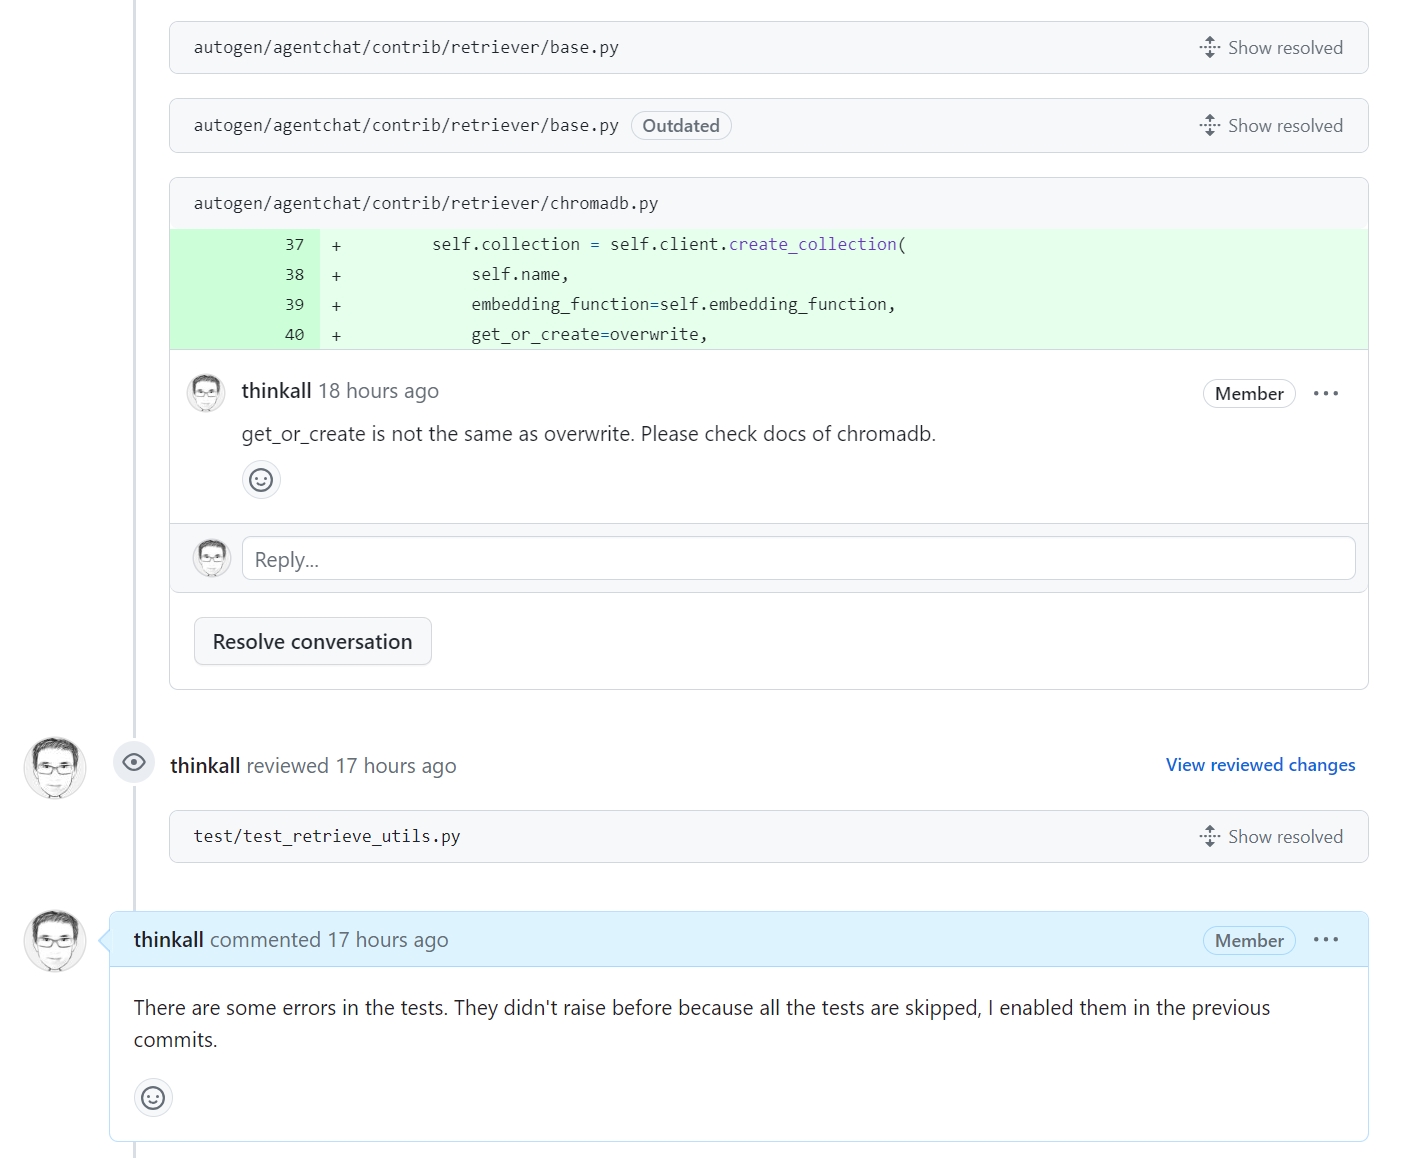 autogen/agentchat/contrib/retriever/base.py Show resolved
autogen/agentchat/contrib/retriever/base.py Outdated Show resolved
autogen/agentchat/contrib/retriever/chromadb.py
37 + self.collection = self.client.create_collection(
38 + self.name,
39 + embedding_function=self.embedding_function,
40 + get_or_create=overwrite,
thinkall 18 hours ago Member
get_or_create is not the same as overwrite. Please check docs of chromadb.
Reply...
Resolve conversation
thinkall reviewed 17 hours ago View reviewed changes
test/test_retrieve_utils.py Show resolved
thinkall commented 17 hours ago Member
There are some errors in the tests. They didn't raise before because all the tests are skipped, I enabled them in the previous
commits.